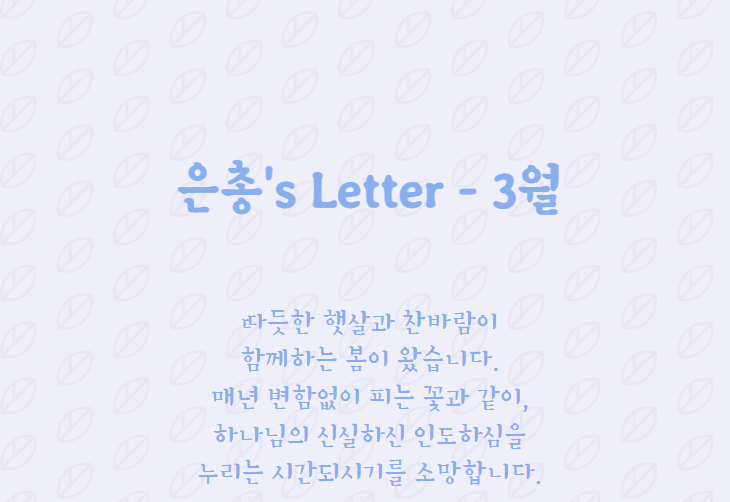 은총's Letter - 3월
따듯한 햇살과 찬바람이
함께하는 봄이 왔습니다.
매년 변함없이 피는 꽃과 같이,
하나님의 신실하신 인도하심을
누리는 시간되시기를 소망합니다.